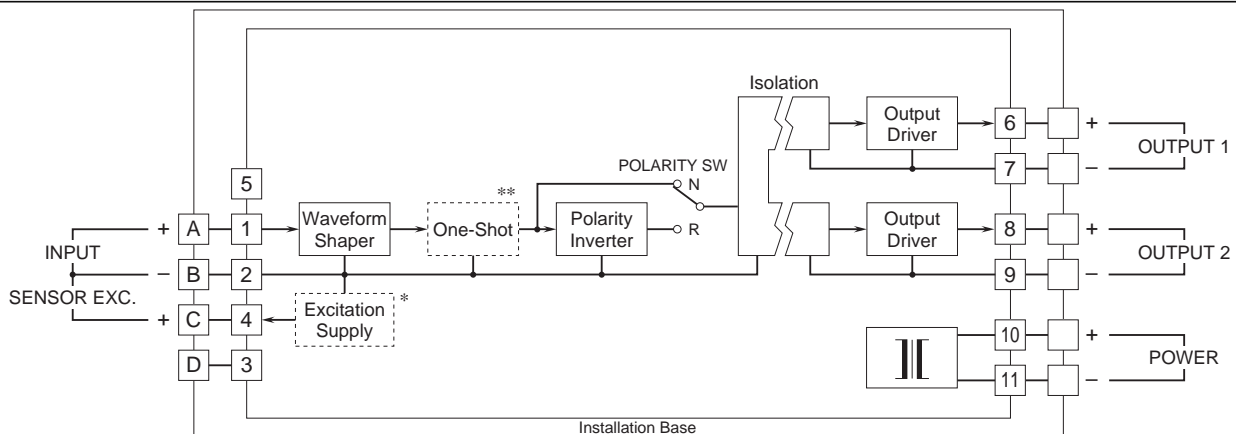 Isolation
Output
Driver
6
+
OUTPUT 1
7
–
POLARITY SW
N
R
5
**
+
A
1
Waveform
Shaper
One-Shot
Polarity
Inverter
Output
Driver
8
+
OUTPUT 2
9
–
INPUT
–
B
2
SENSOR EXC.
+
C
4
Excitation
Supply
*
D
3
10
+
POWER
11
–
Installation Base